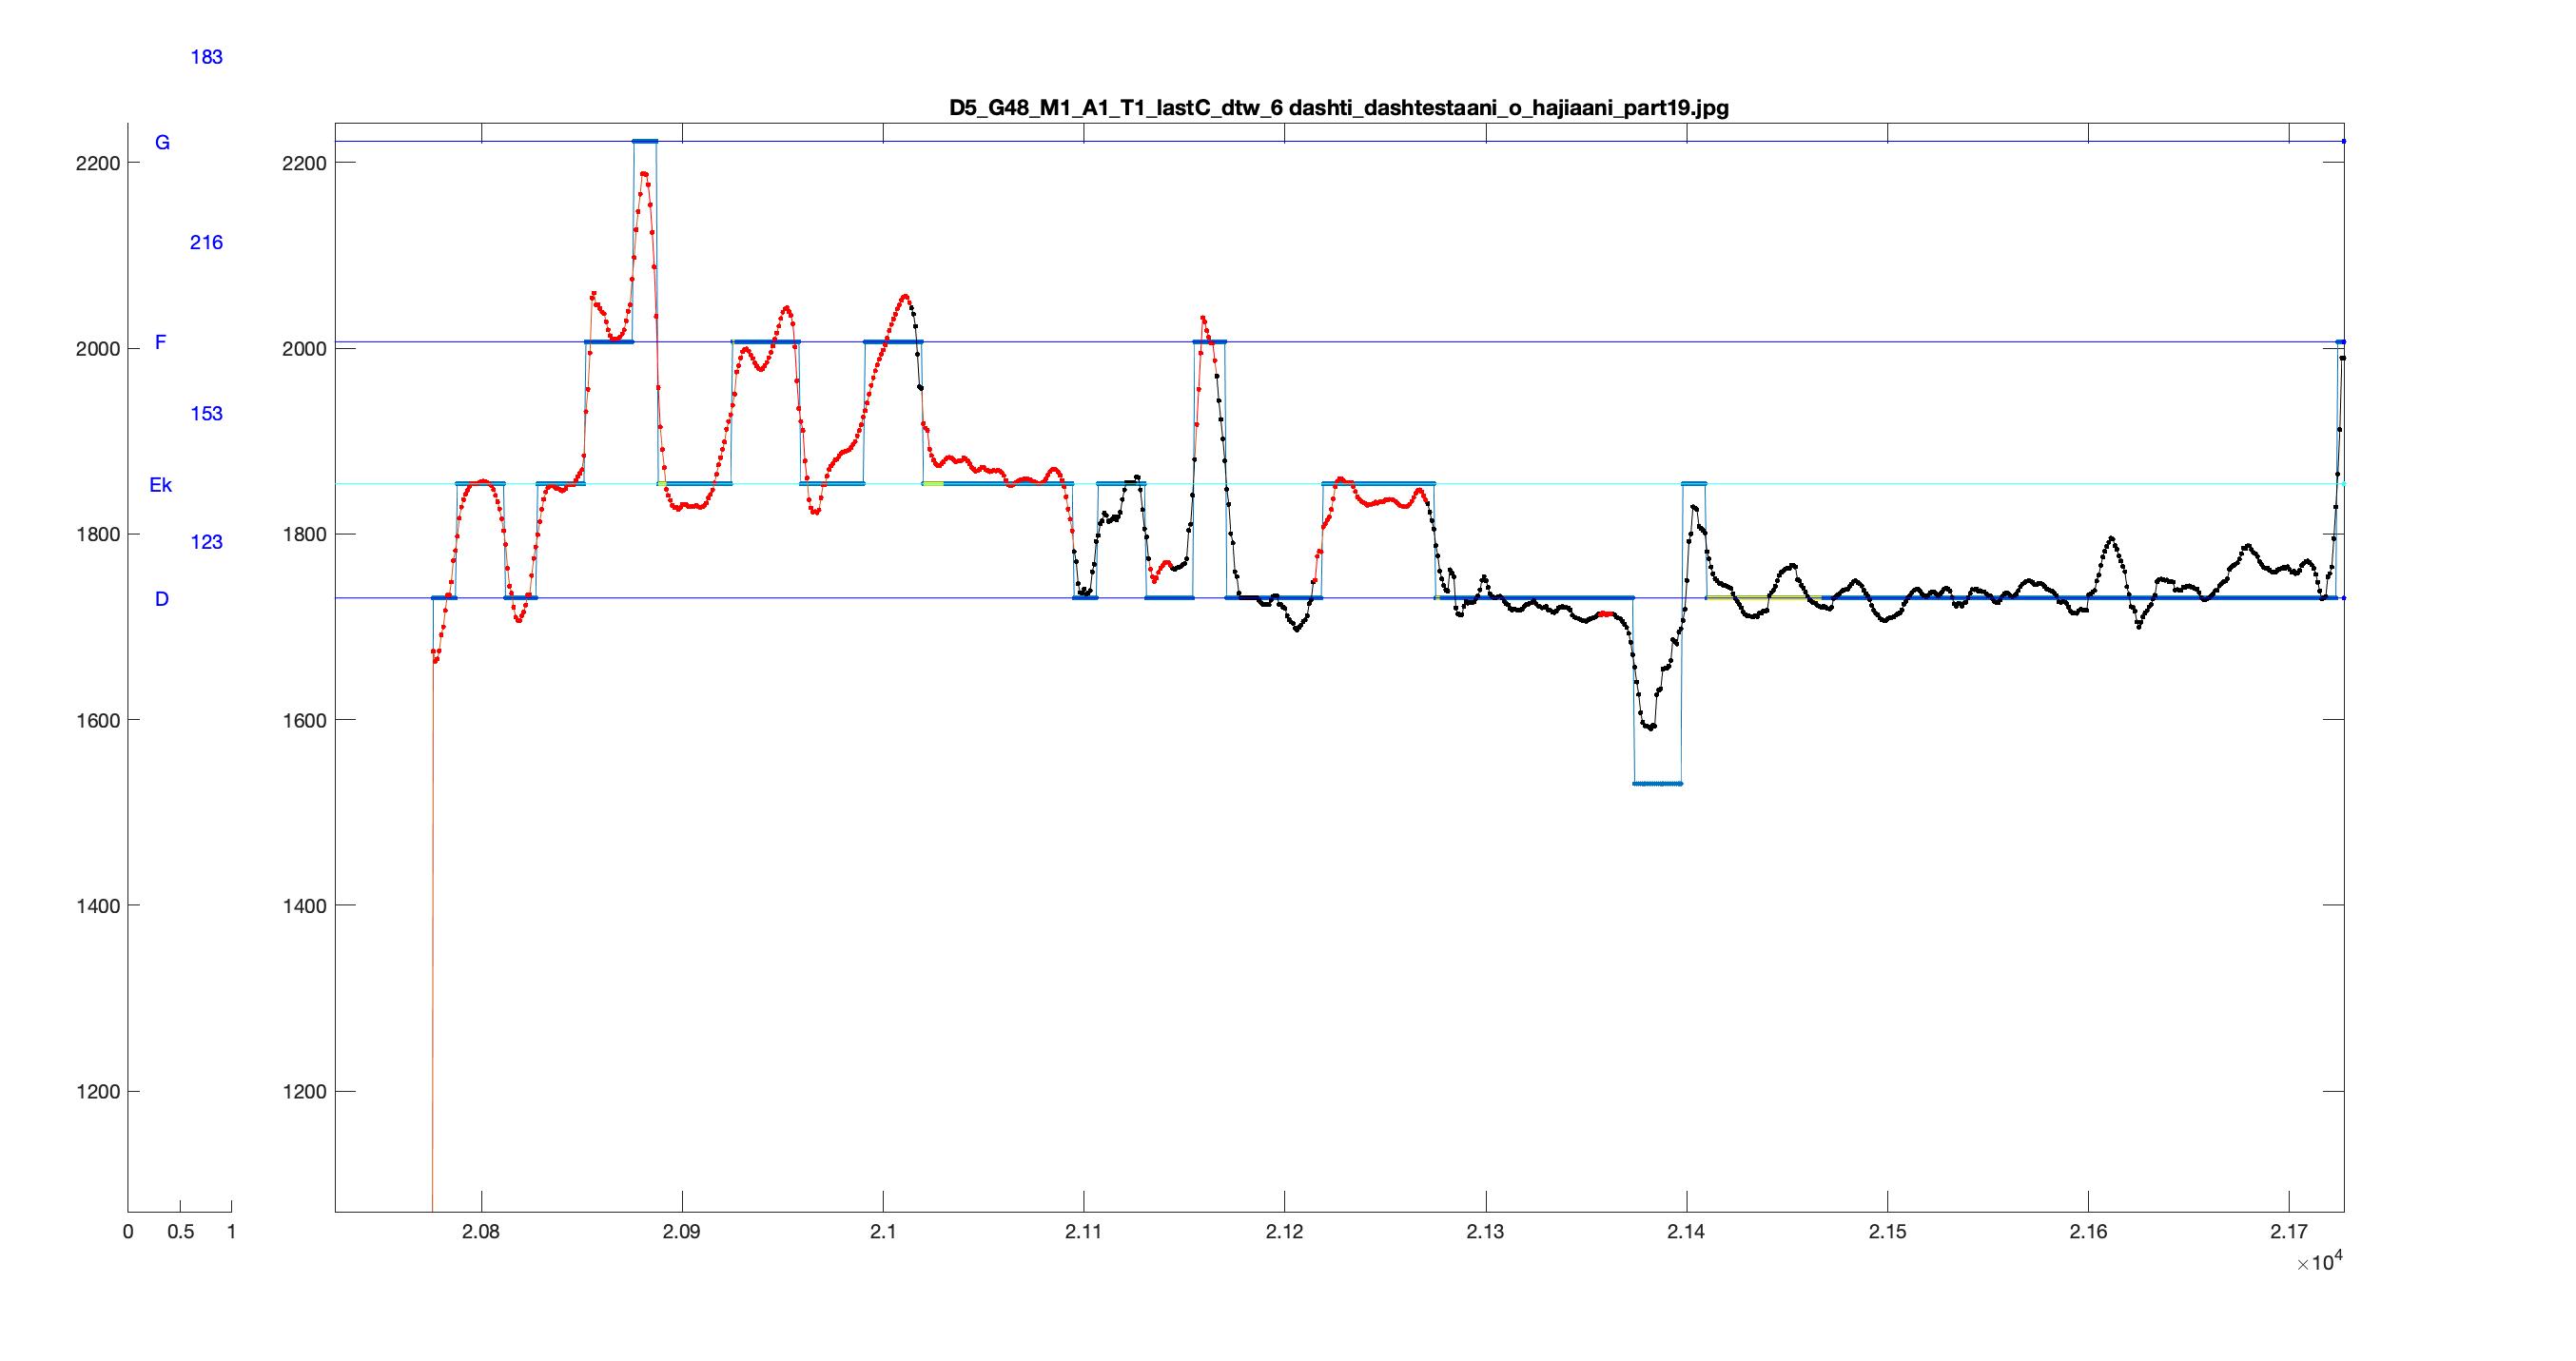 183
D5_G48_M1_A1_T1_lastC_dtw_6 dashti_dashtestaani_o_hajiaani_part19.jpg
G
2200 2200
216
F
2000 2000
153
Ek
1800 1800
123
D
1600 1600
1400 1400
1200 1200
0 0.5 1 2.08 2.09 2.1 2.11 2.12 2.13 2.14 2.15 2.16 2.17
×10⁴